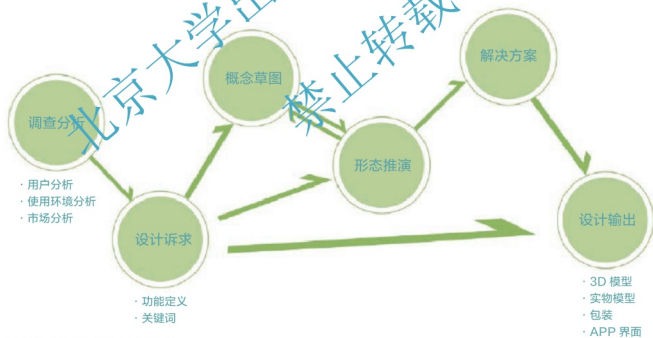 北京大学出
禁止转载
解决方案
概念草图
调查分析
形态推演
· 用户分析
· 使用环境分析
· 市场分析
设计诉求
设计输出
· 功能定义
· 关键词
· 3D 模型
· 实物模型
· 包装
· APP 界面